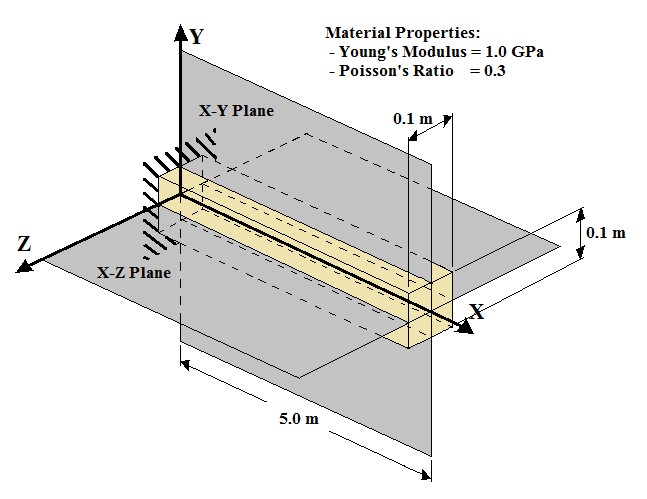 Y
Material Properties:
- Young's Modulus = 1.0 GPa
- Poisson's Ratio = 0.3
X-Y Plane
0.1 m
0.1 m
Z
X-Z Plane
X
5.0 m